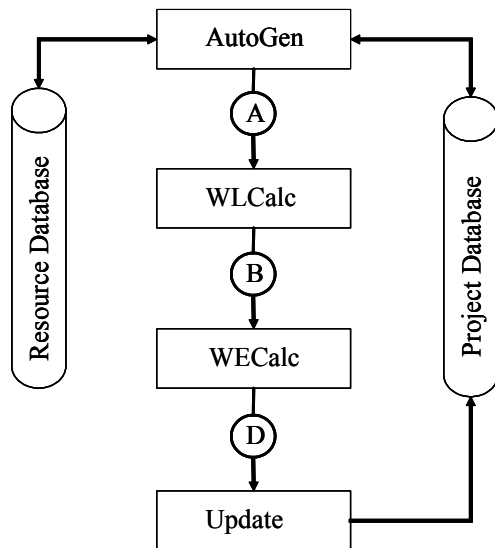 AutoGen
A
WLCalc
B
WECalc
D
Update
Resource Database
Project Database